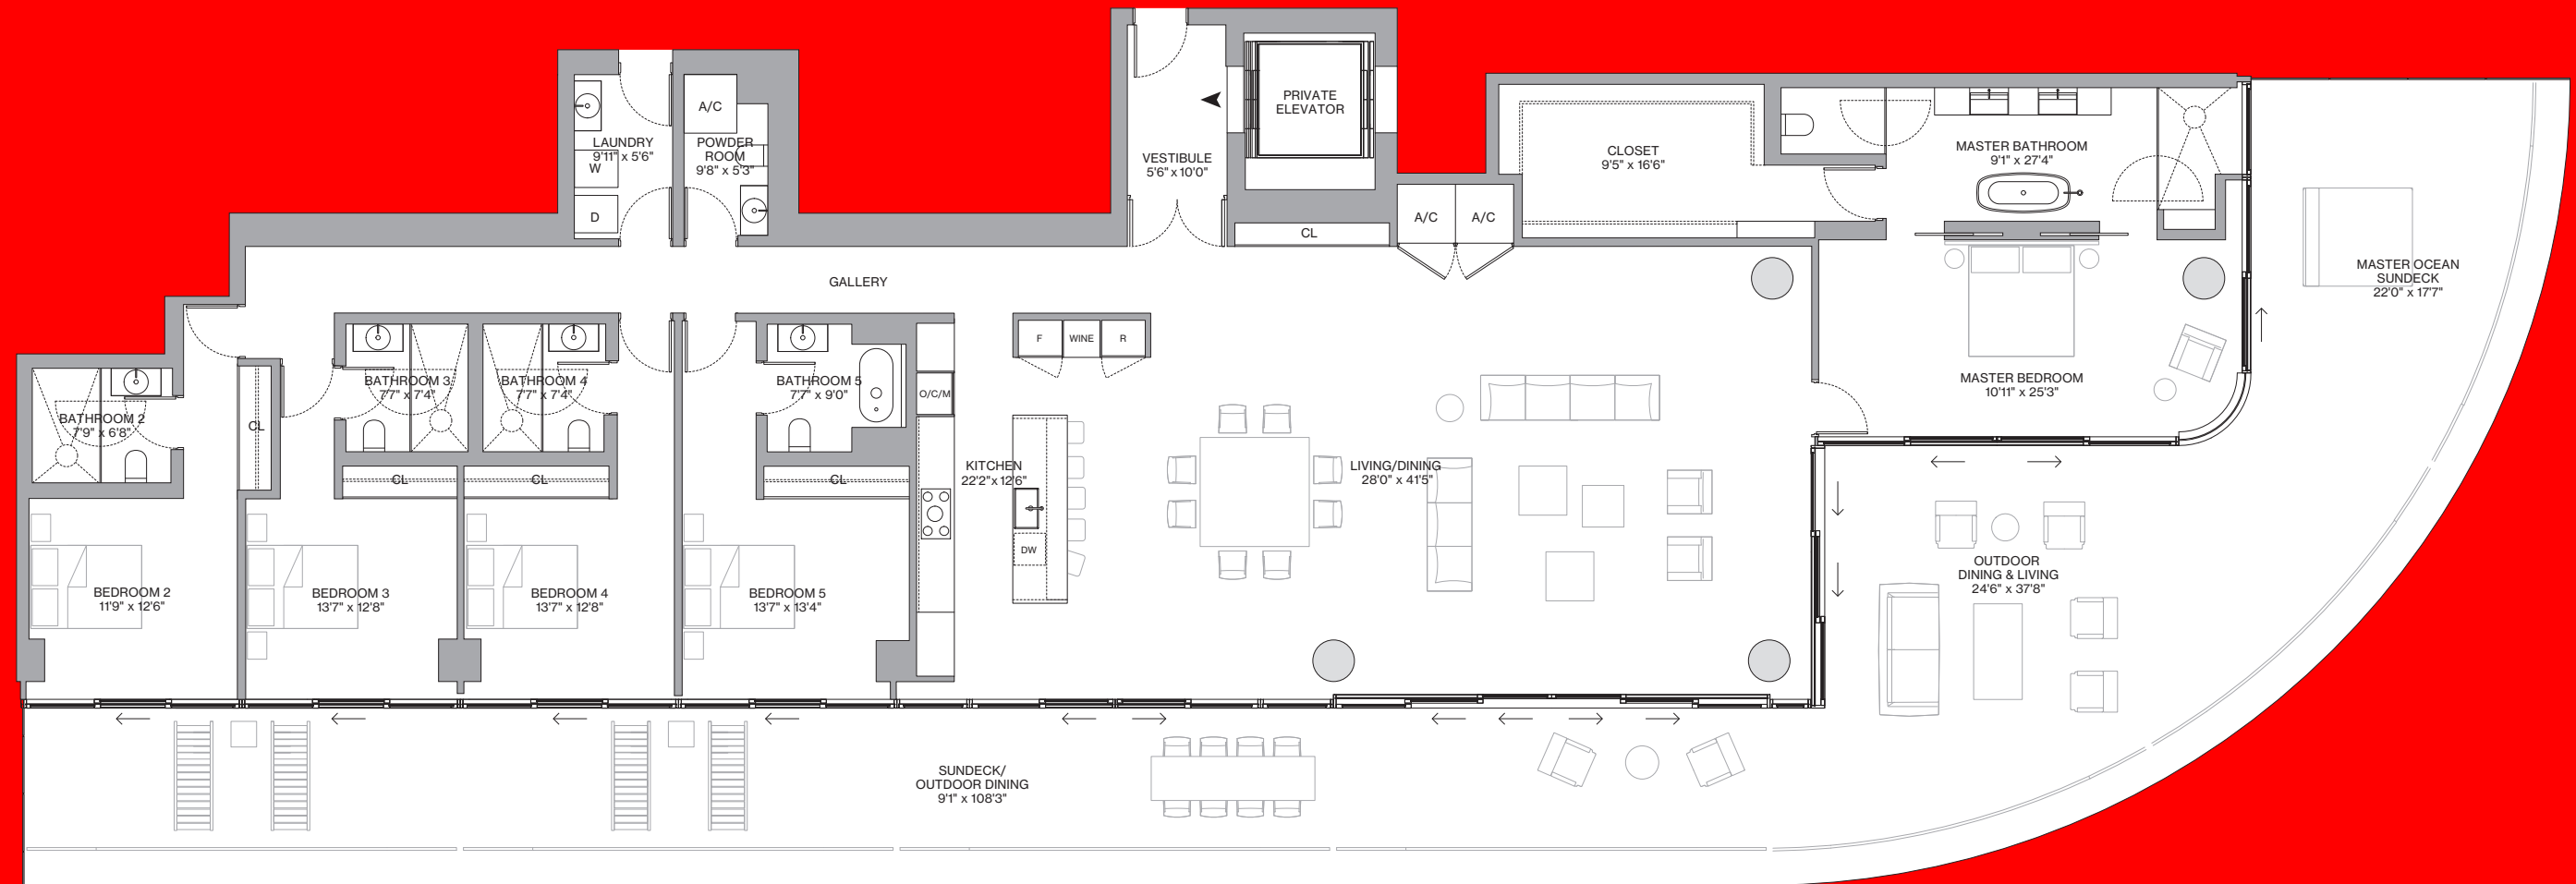 PRIVATE
ELEVATOR
A/C
LAUNDRY
9'11" x 5'6"
W
D
POWDER
ROOM
9'8" x 5'3"
VESTIBULE
5'6" x 10'0"
CLOSET
9'5" x 16'6"
MASTER BATHROOM
9'1" x 27'4"
A/C
A/C
CL
GALLERY
MASTER OCEAN
SUNDECK
22'0" x 17'7"
F
WINE
R
BATHROOM 2
7'9" x 6'8"
CL
BATHROOM 3
7'7" x 7'4"
BATHROOM 4
7'7" x 7'4"
BATHROOM 5
7'7" x 9'0"
O/C/M
MASTER BEDROOM
10'11" x 25'3"
CL
CL
CL
KITCHEN
22'2" x 12'6"
LIVING/DINING
28'0" x 41'5"
DW
BEDROOM 2
11'9" x 12'6"
BEDROOM 3
13'7" x 12'8"
BEDROOM 4
13'7" x 12'8"
BEDROOM 5
13'7" x 13'4"
OUTDOOR
DINING & LIVING
24'6" x 37'8"
SUNDECK/
OUTDOOR DINING
9'1" x 108'3"